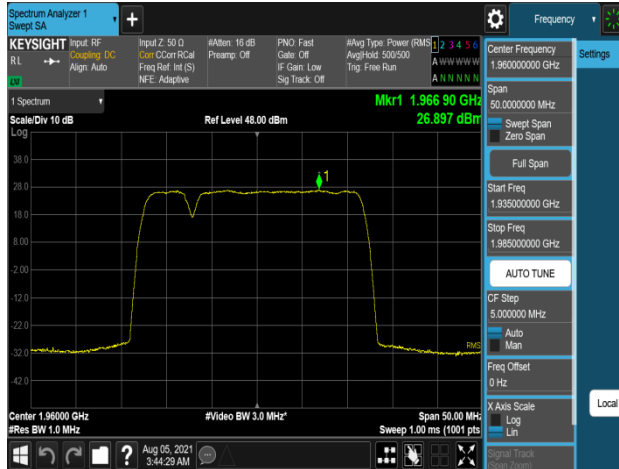 Spectrum Analyzer 1
Swept SA
Frequency
KEYSIGHT
RL
Input: RF
Coupling: DC
Align: Auto
Input Z: 50 Ω
Corr CCorr RCal
Freq Ref: Int (S)
NFE: Adaptive
#Atten: 16 dB
Preamp: Off
PNO: Fast
Gate: Off
IF Gain: Low
Sig Track: Off
#Avg Type: Power (RMS
Avg|Hold: 500/500
Trig: Free Run
1 2 3 4 5 6
A W W W W W
A N N N N N
1 Spectrum
Scale/Div 10 dB
Ref Level 48.00 dBm
Mkr1 1.966 90 GHz
26.897 dBm
Log
38.0
28.0
18.0
8.00
-2.00
-12.0
-22.0
-32.0
-42.0
1
RMS
Center 1.96000 GHz
#Res BW 1.0 MHz
#Video BW 3.0 MHz*
Span 50.00 MHz
Sweep 1.00 ms (1001 pts
Aug 05, 2021
3:44:29 AM
Center Frequency
1.960000000 GHz
Span
50.0000000 MHz
Swept Span
Zero Span
Full Span
Start Freq
1.935000000 GHz
Stop Freq
1.985000000 GHz
AUTO TUNE
CF Step
5.000000 MHz
Auto
Man
Freq Offset
0 Hz
X Axis Scale
Log
Lin
Signal Track
(Span Zoom)
Settings
Local